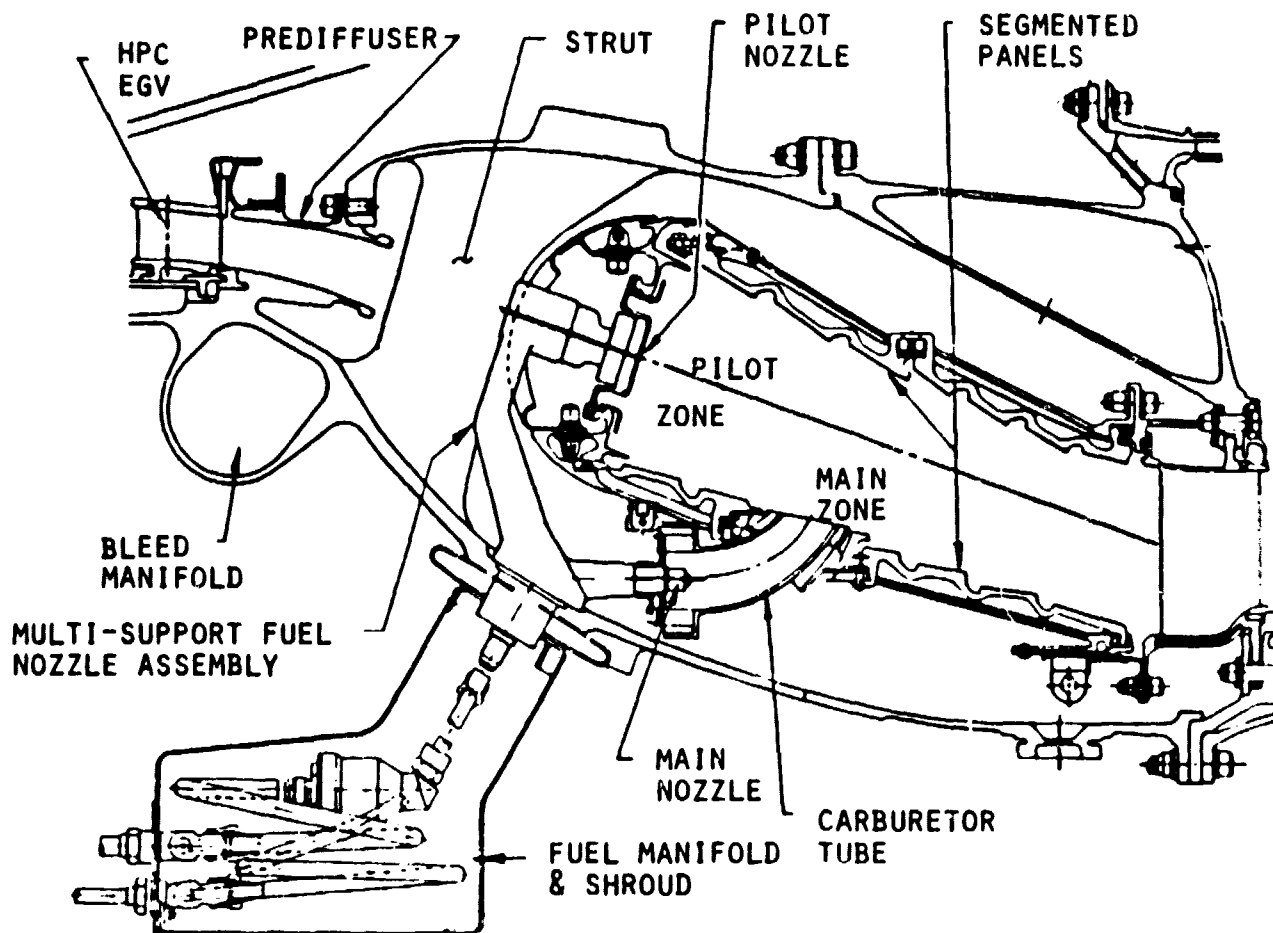 HPC
EGV
PREDIFFUSER
STRUT
PILOT
NOZZLE
SEGMENTED
PANELS
PILOT
ZONE
MAIN
ZONE
BLEED
MANIFOLD
MULTI-SUPPORT FUEL
NOZZLE ASSEMBLY
MAIN
NOZZLE
CARBURETOR
TUBE
FUEL MANIFOLD
& SHROUD